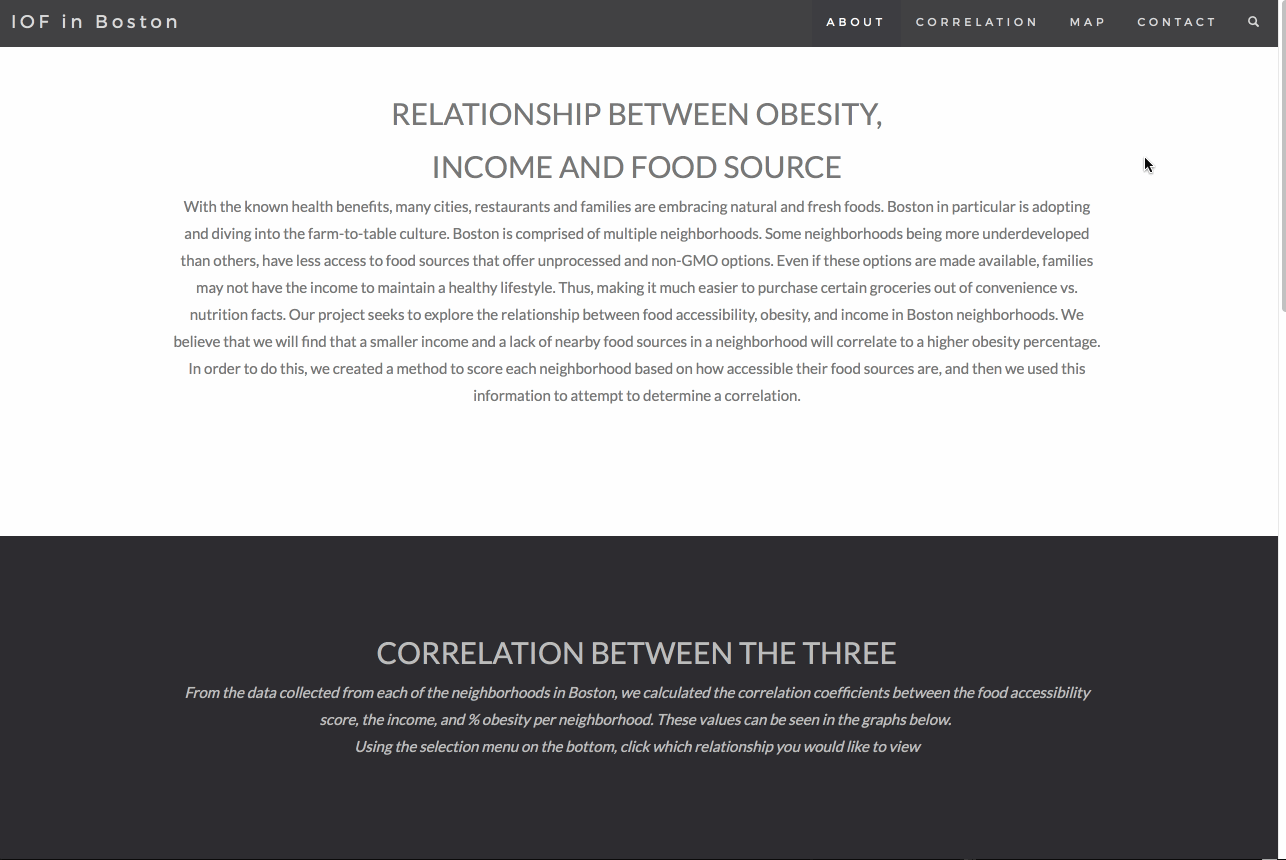 IOF in Boston
ABOUT CORRELATION MAP CONTACT
RELATIONSHIP BETWEEN OBESITY,
INCOME AND FOOD SOURCE
With the known health benefits, many cities, restaurants and families are embracing natural and fresh foods. Boston in particular is adopting
and diving into the farm-to-table culture. Boston is comprised of multiple neighborhoods. Some neighborhoods being more underdeveloped
than others, have less access to food sources that offer unprocessed and non-GMO options. Even if these options are made available, families
may not have the income to maintain a healthy lifestyle. Thus, making it much easier to purchase certain groceries out of convenience vs.
nutrition facts. Our project seeks to explore the relationship between food accessibility, obesity, and income in Boston neighborhoods. We
believe that we will find that a smaller income and a lack of nearby food sources in a neighborhood will correlate to a higher obesity percentage.
In order to do this, we created a method to score each neighborhood based on how accessible their food sources are, and then we used this
information to attempt to determine a correlation.
CORRELATION BETWEEN THE THREE
From the data collected from each of the neighborhoods in Boston, we calculated the correlation coefficients between the food accessibility
score, the income, and % obesity per neighborhood. These values can be seen in the graphs below.
Using the selection menu on the bottom, click which relationship you would like to view